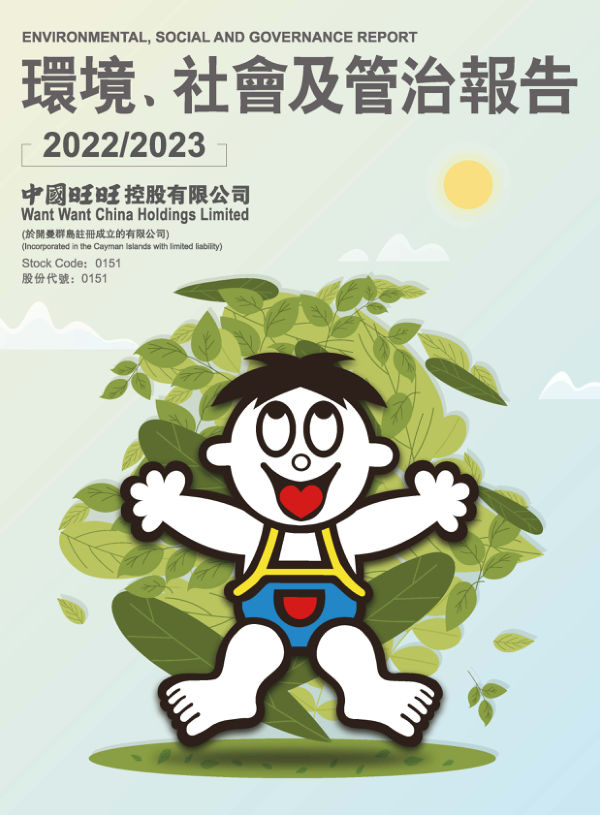 ENVIRONMENTAL, SOCIAL AND GOVERNANCE REPORT
環境、社會及管治報告
2022/2023
中國旺旺控股有限公司
Want Want China Holdings Limited
(於開曼群島註冊成立的有限公司)
(Incorporated in the Cayman Islands with limited liability)
Stock Code: 0151
股份代號: 0151